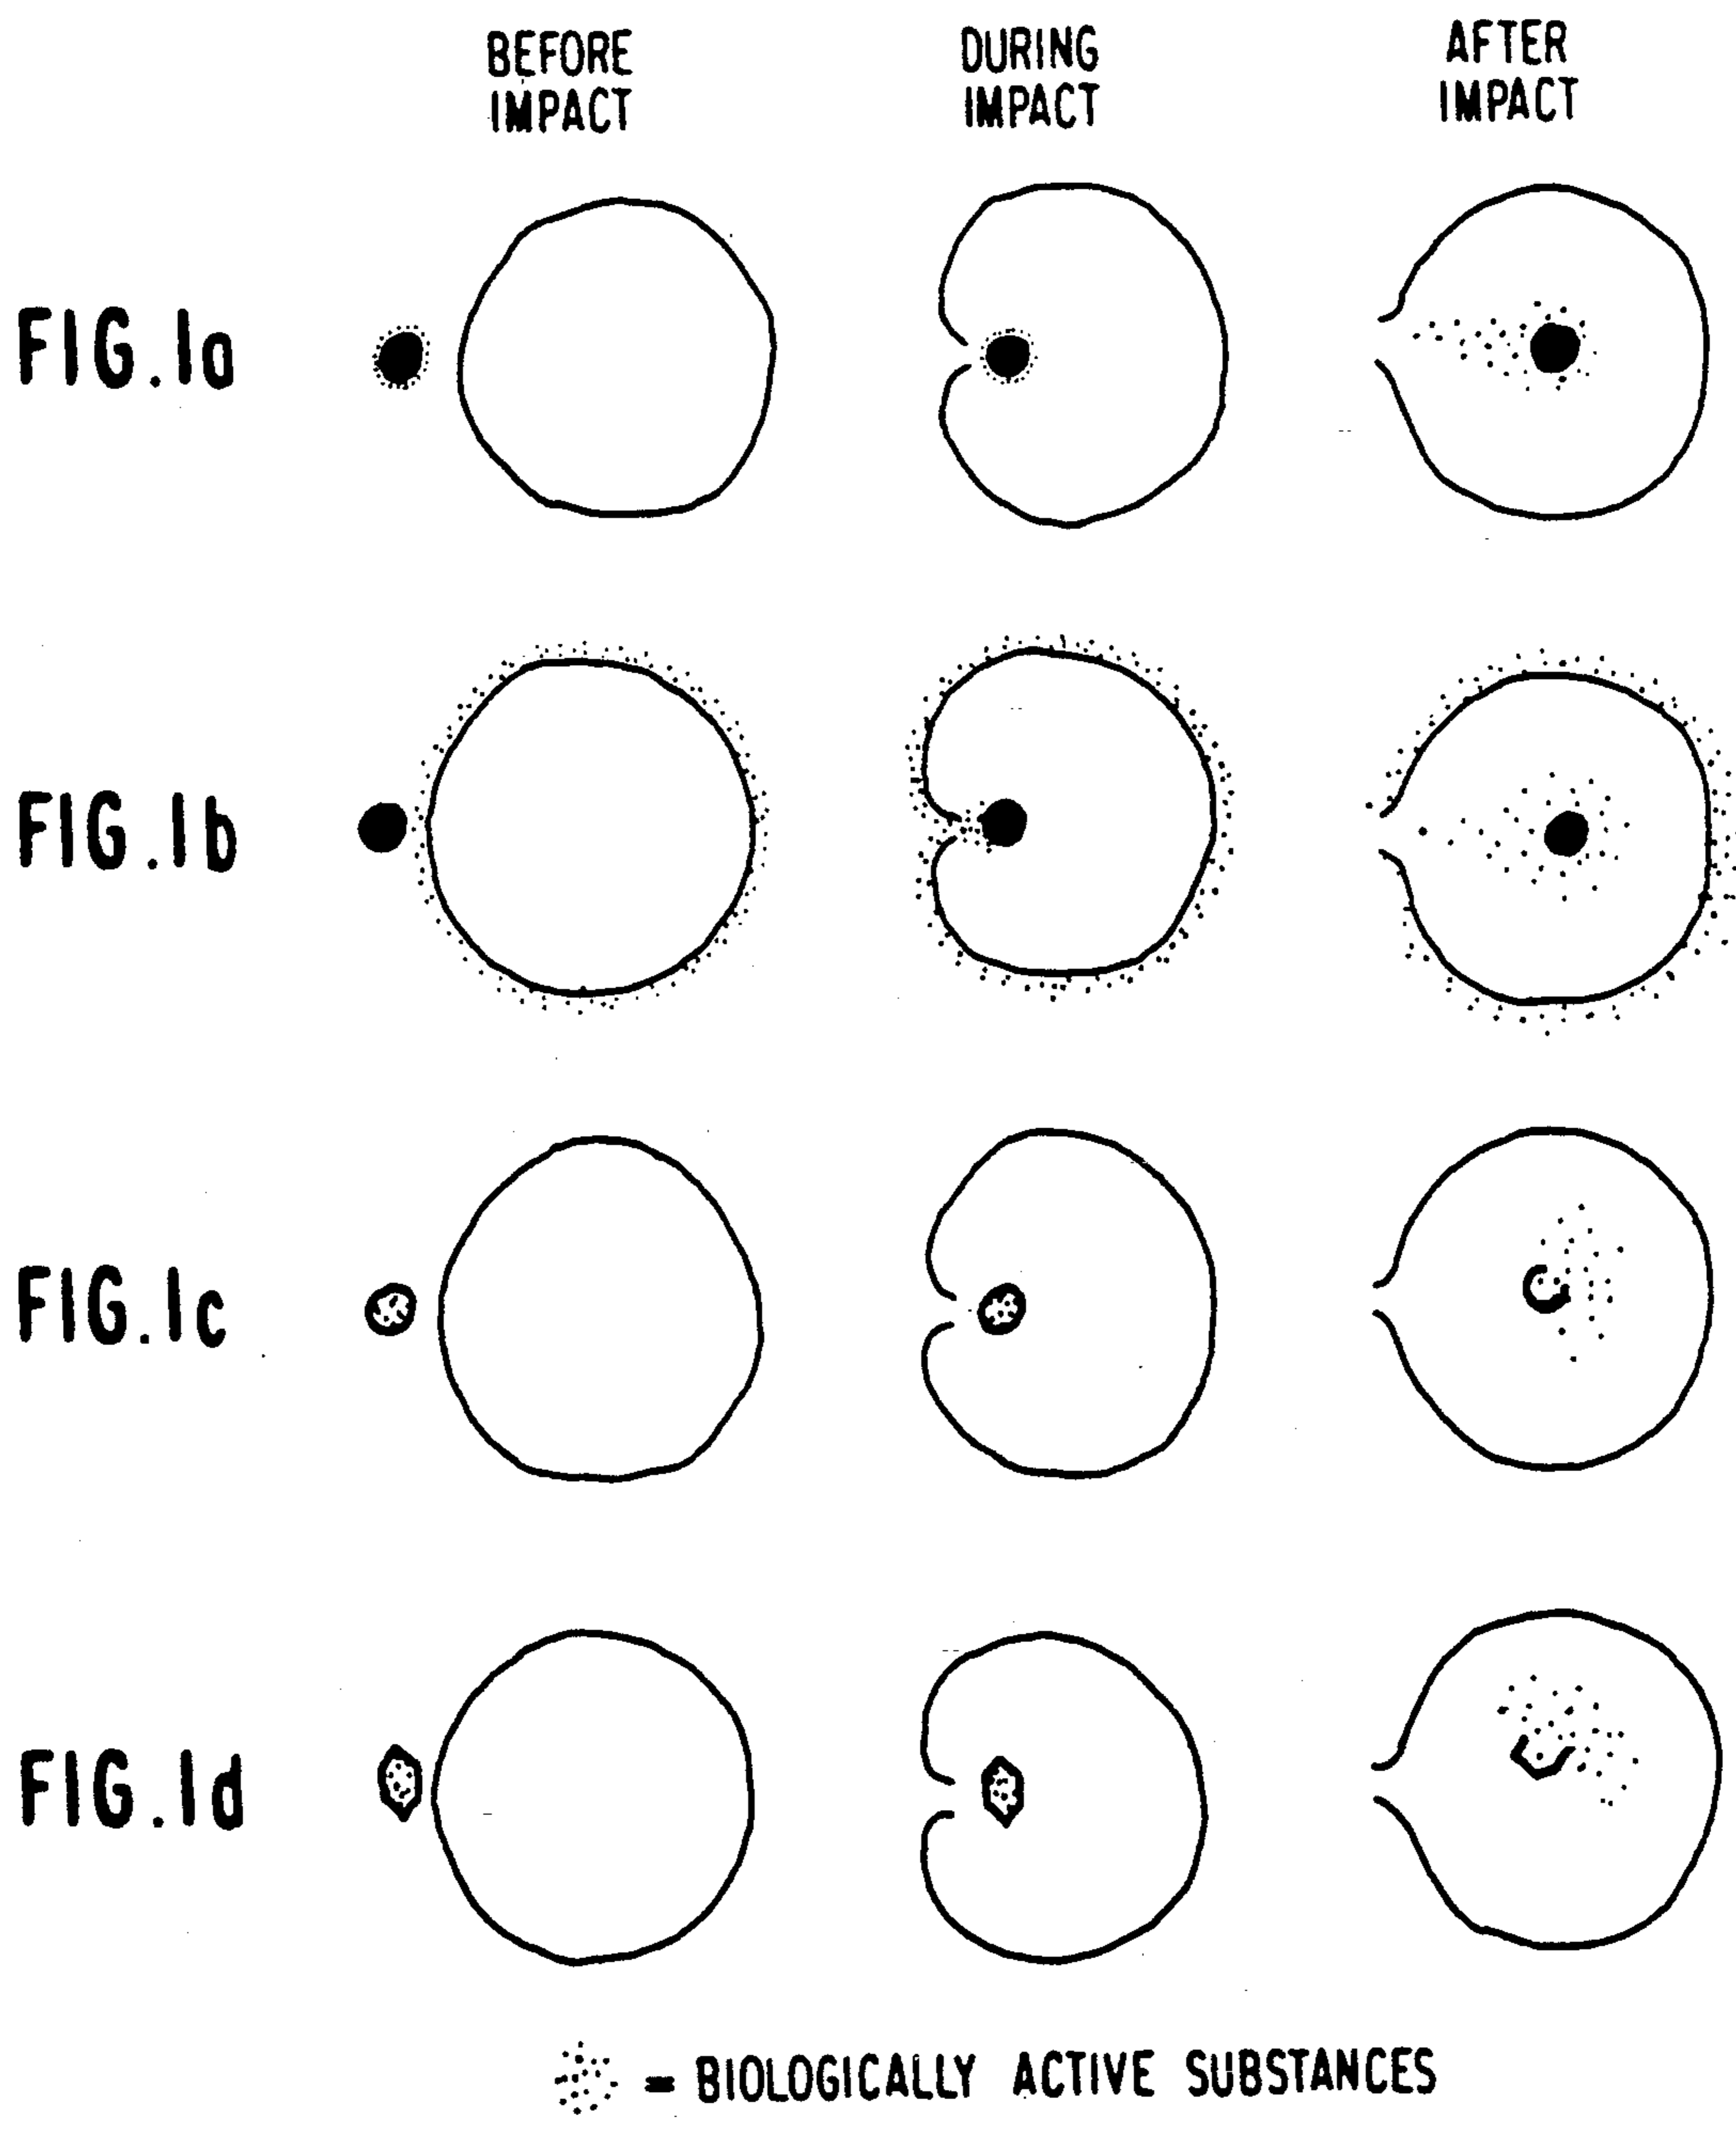 BEFORE
IMPACT
DURING
IMPACT
AFTER
IMPACT
FIG.1a
FIG.1b
FIG.1c
FIG.1d
= BIOLOGICALLY ACTIVE SUBSTANCES